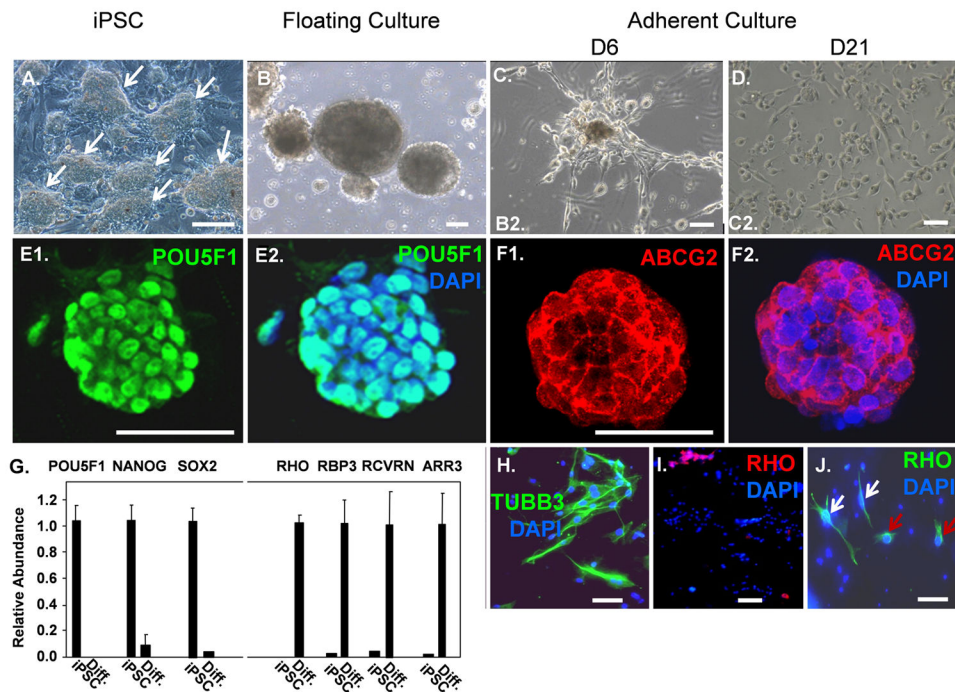 iPSC
Floating Culture
Adherent Culture
D6
D21
A.
B.
C.
D.
B2.
C2.
E1.
POU5F1
E2.
POU5F1
DAPI
F1.
ABCG2
F2.
ABCG2
DAPI
G.
POU5F1 NANOG SOX2 RHO RBP3 RCVRN ARR3
Relative Abundance
1.2
1.0
0.8
0.6
0.4
0.2
0.0
iPSC Diff. iPSC Diff. iPSC Diff. iPSC Diff. iPSC Diff. iPSC Diff. iPSC Diff.
H.
TUBB3
DAPI
I.
RHO
DAPI
J.
RHO
DAPI